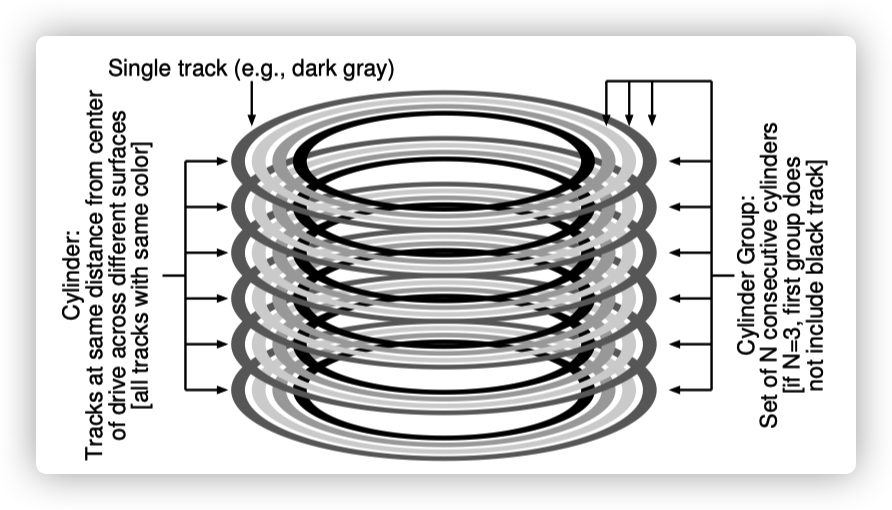 Single track (e.g., dark gray)
Cylinder:
Tracks at same distance from center
of drive across different surfaces
[all tracks with same color]
Cylinder Group:
Set of N consecutive cylinders
[if N=3, first group does
not include black track]